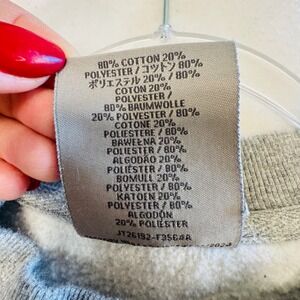 80% COTTON 20%
POLYESTER / コットン 80%
ポリエステル 20% / 80%
COTON 20%
POLYESTER /
80% BAUMWOLLE
20% POLYESTER / 80%
COTONE 20%
POLIESTERE / 80%
BAWEŁNA 20%
POLIESTER / 80%
ALGODÃO 20%
POLIÉSTER / 80%
BOMULL 20%
POLYESTER / 80%
KATOEN 20%
POLYESTER / 80%
ALGODÓN
20% POLIÉSTER
2024